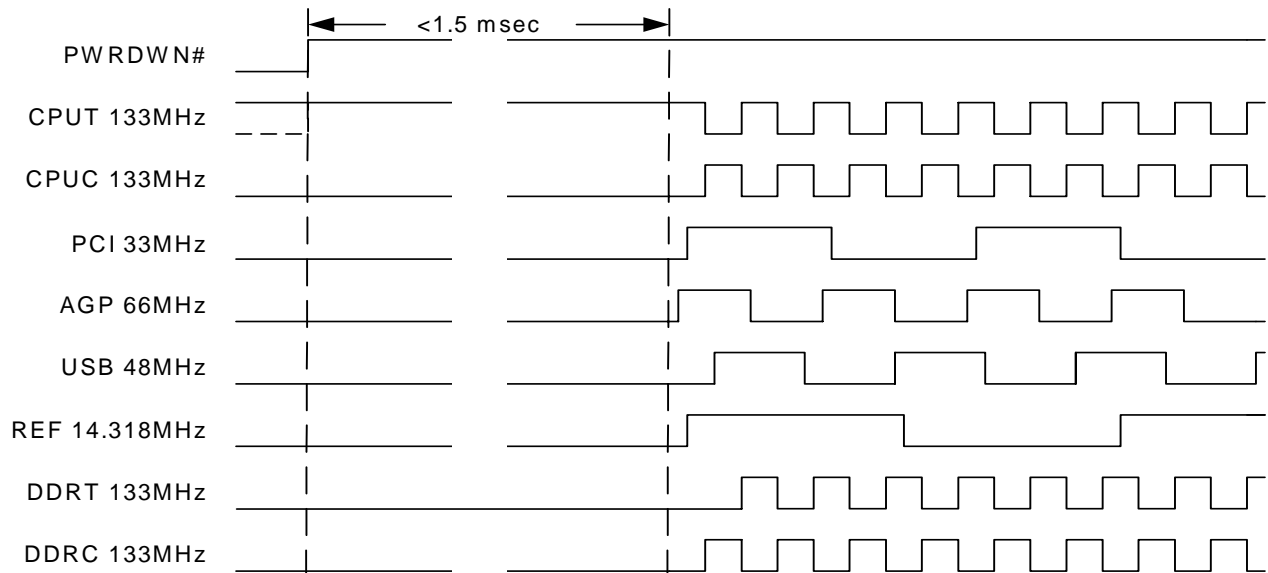 <1.5 msec
PWRDWN#
CPUT 133MHz
CPUC 133MHz
PCI 33MHz
AGP 66MHz
USB 48MHz
REF 14.318MHz
DDRT 133MHz
DDRC 133MHz